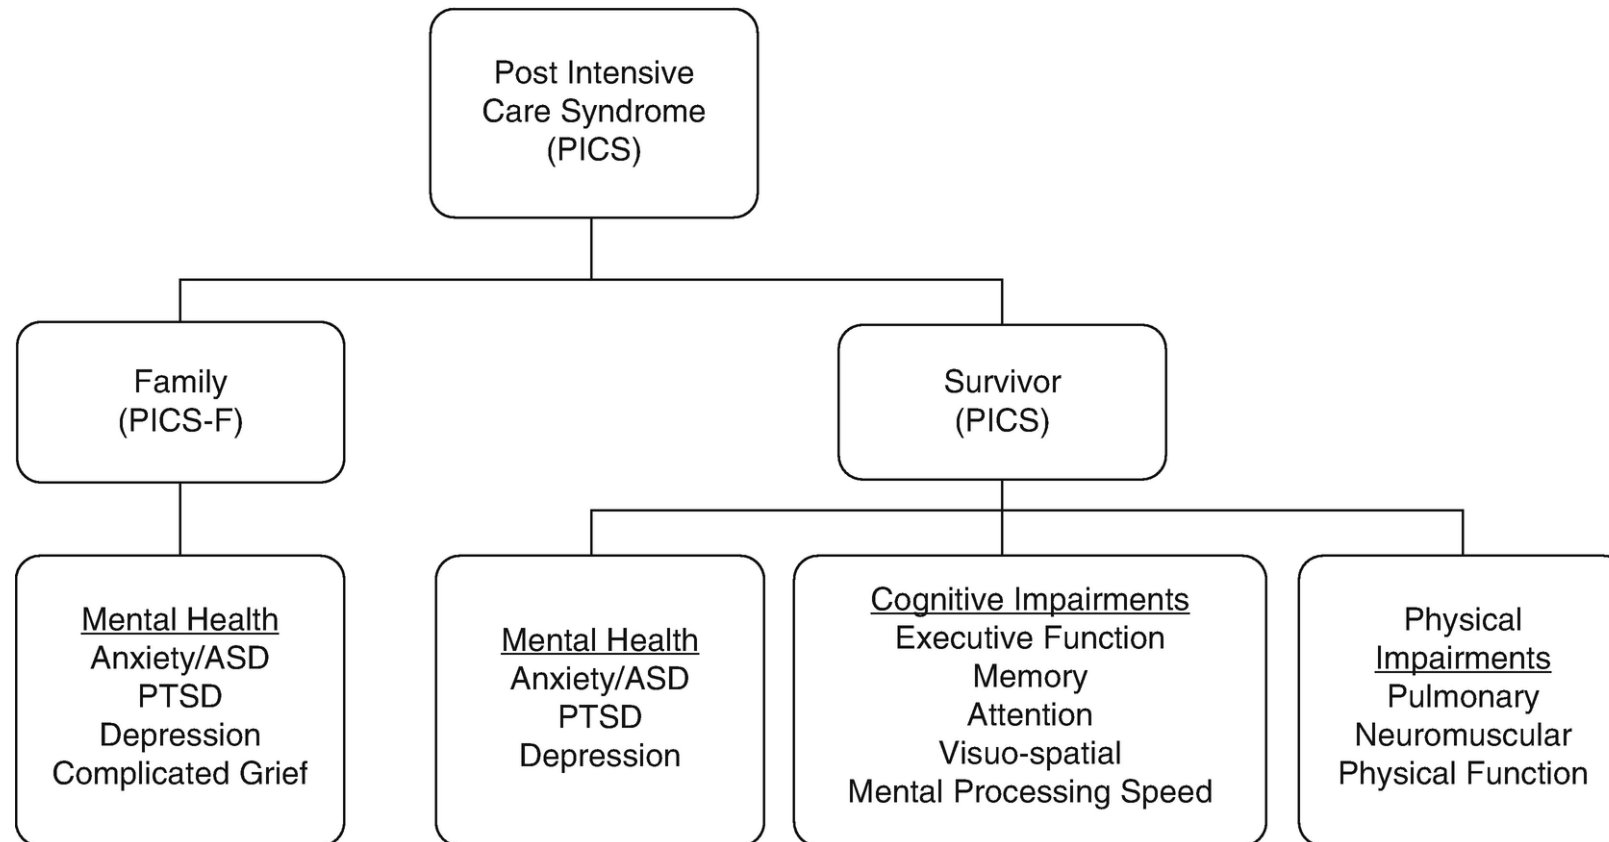 Post Intensive
Care Syndrome
(PICS)
Family
(PICS-F)
Survivor
(PICS)
Mental Health
Anxiety/ASD
PTSD
Depression
Complicated Grief
Mental Health
Anxiety/ASD
PTSD
Depression
Cognitive Impairments
Executive Function
Memory
Attention
Visuo-spatial
Mental Processing Speed
Physical
Impairments
Pulmonary
Neuromuscular
Physical Function